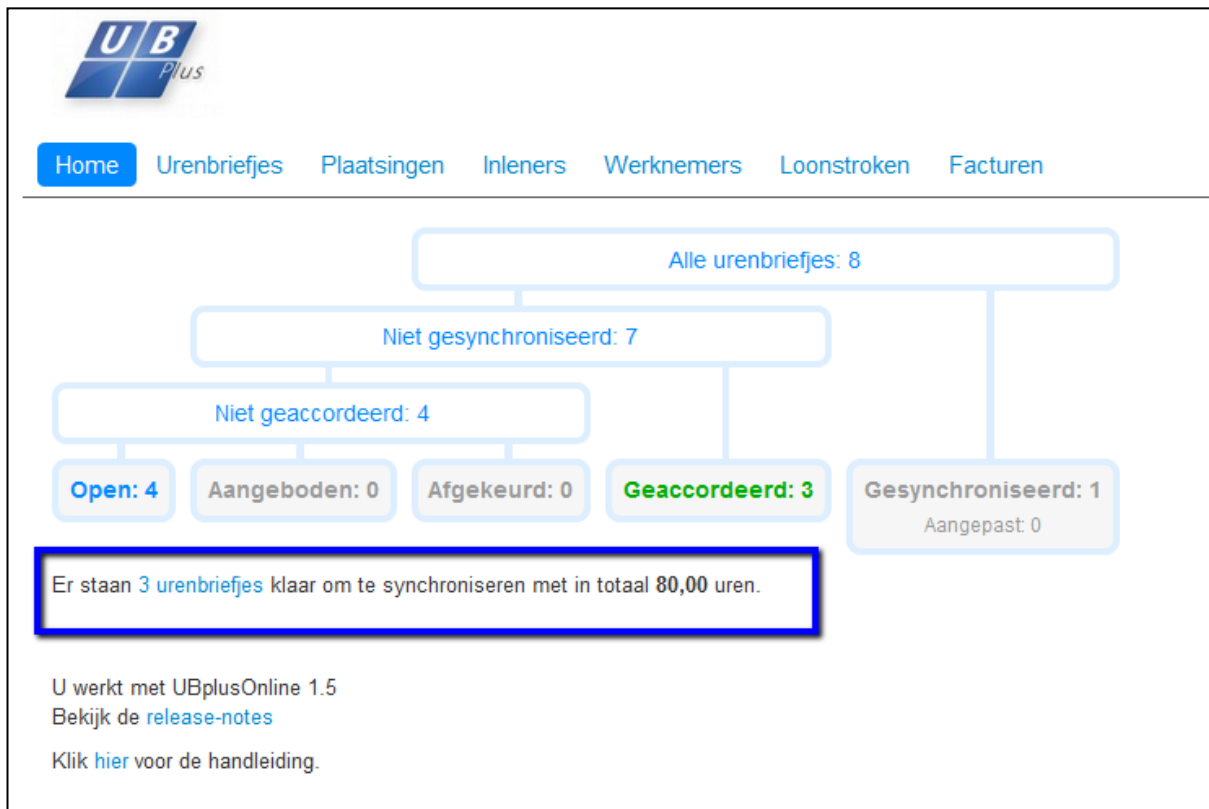 U B
Plus
Home Urenbriefjes Plaatsingen Inleners Werknemers Loonstroken Facturen
Alle urenbriefjes: 8
Niet gesynchroniseerd: 7
Niet geaccordeerd: 4
Open: 4 Aangeboden: 0 Afgekeurd: 0 Geaccordeerd: 3 Gesynchroniseerd: 1
Aangepast: 0
Er staan 3 urenbriefjes klaar om te synchroniseren met in totaal 80,00 uren.
U werkt met UBplusOnline 1.5
Bekijk de release-notes
Klik hier voor de handleiding.